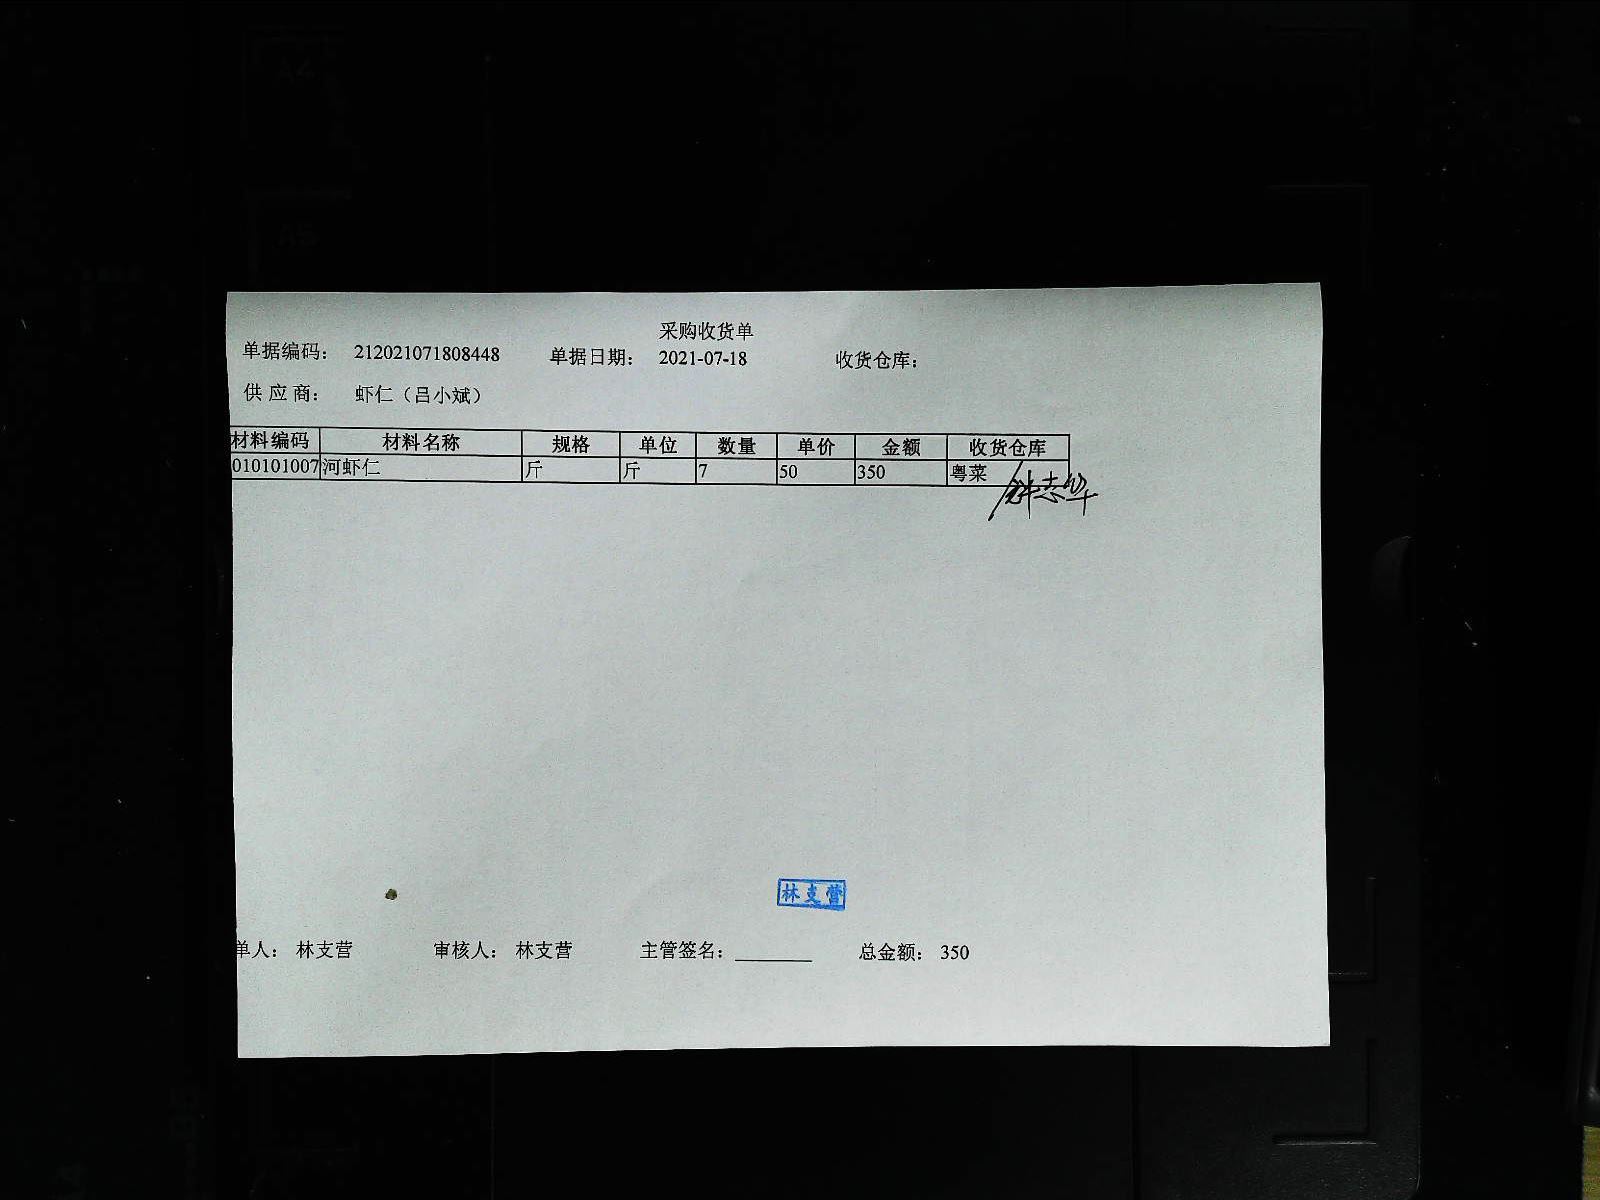 采购收货单
单据编码： 212021071808448 单据日期： 2021-07-18 收货仓库：
供 应 商： 虾仁（吕小斌）
材料编码 材料名称 规格 单位 数量 单价 金额 收货仓库
010101007 河虾仁 斤 斤 7 50 350 粤菜
志华
林支营
单人： 林支营 审核人： 林支营 主管签名：________ 总金额： 350